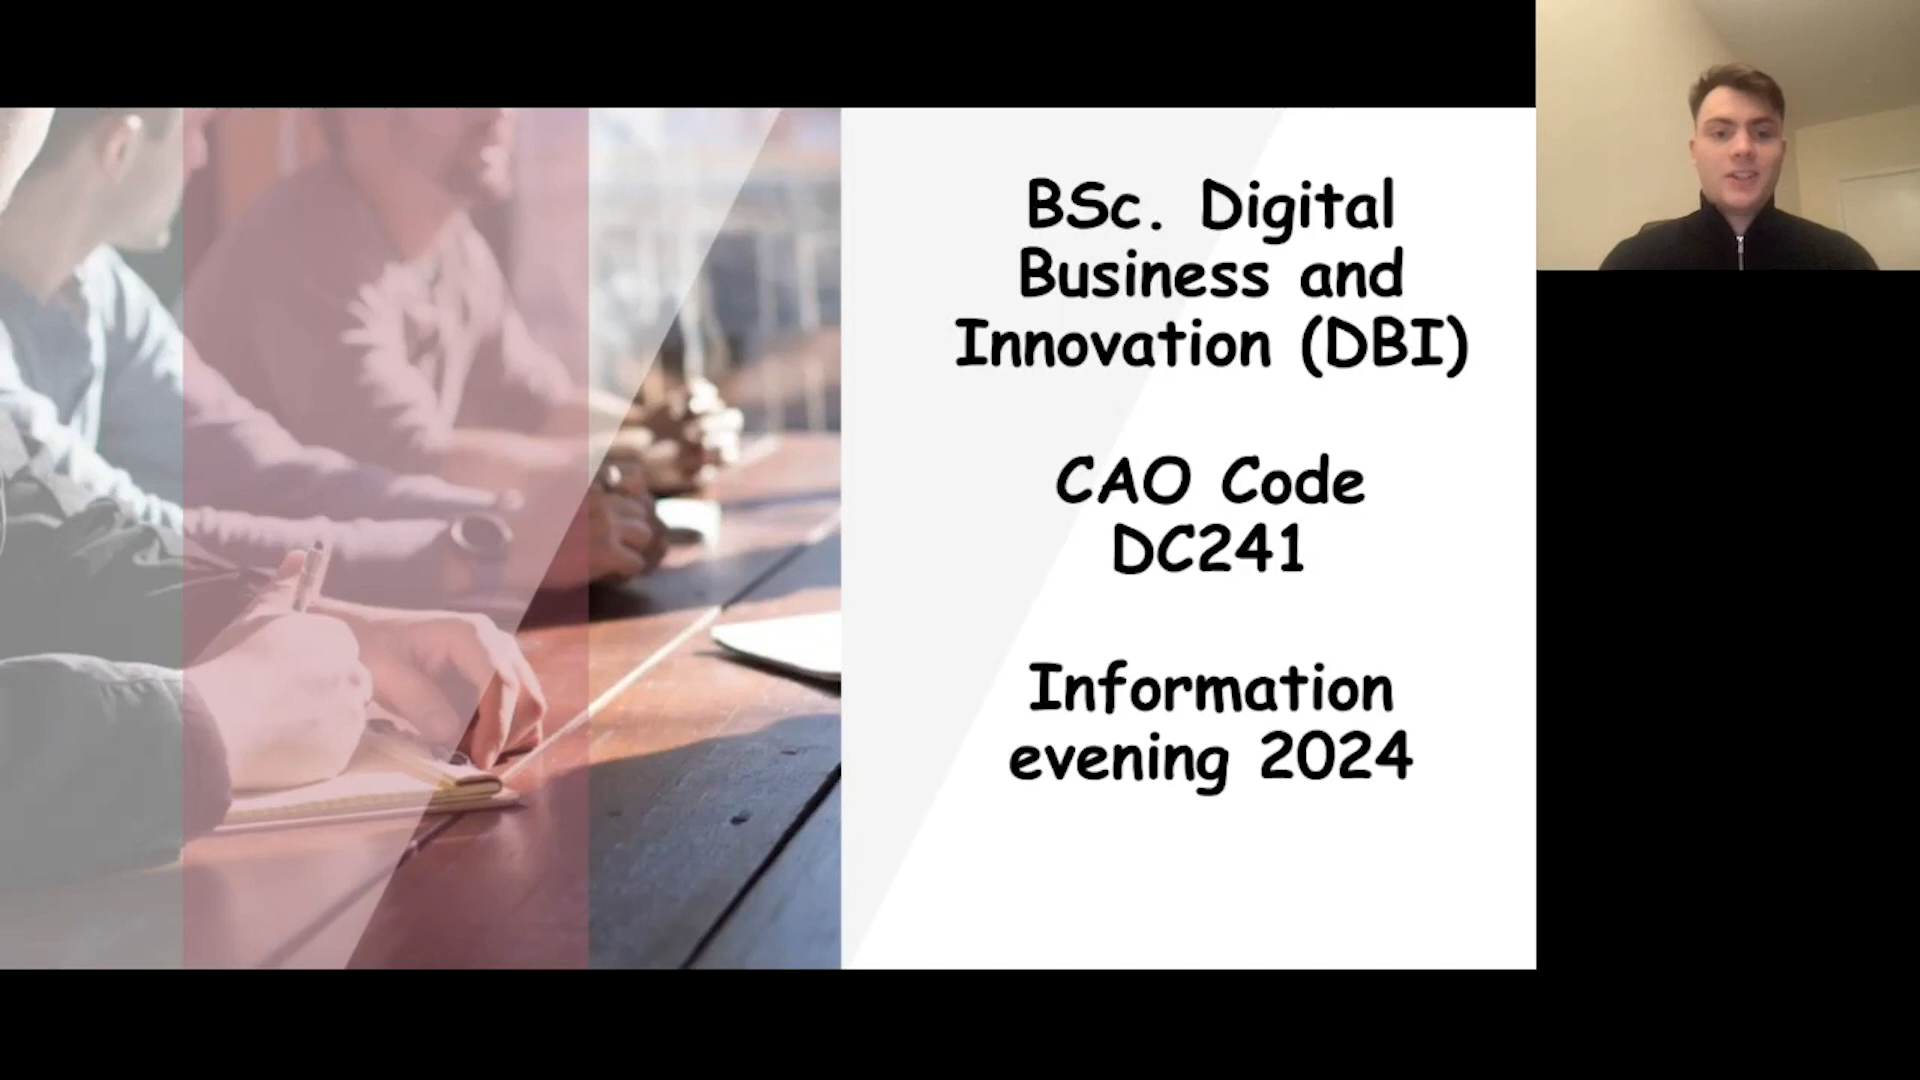 BSc. Digital
Business and
Innovation (DBI)
CAO Code
DC241
Information
evening 2024